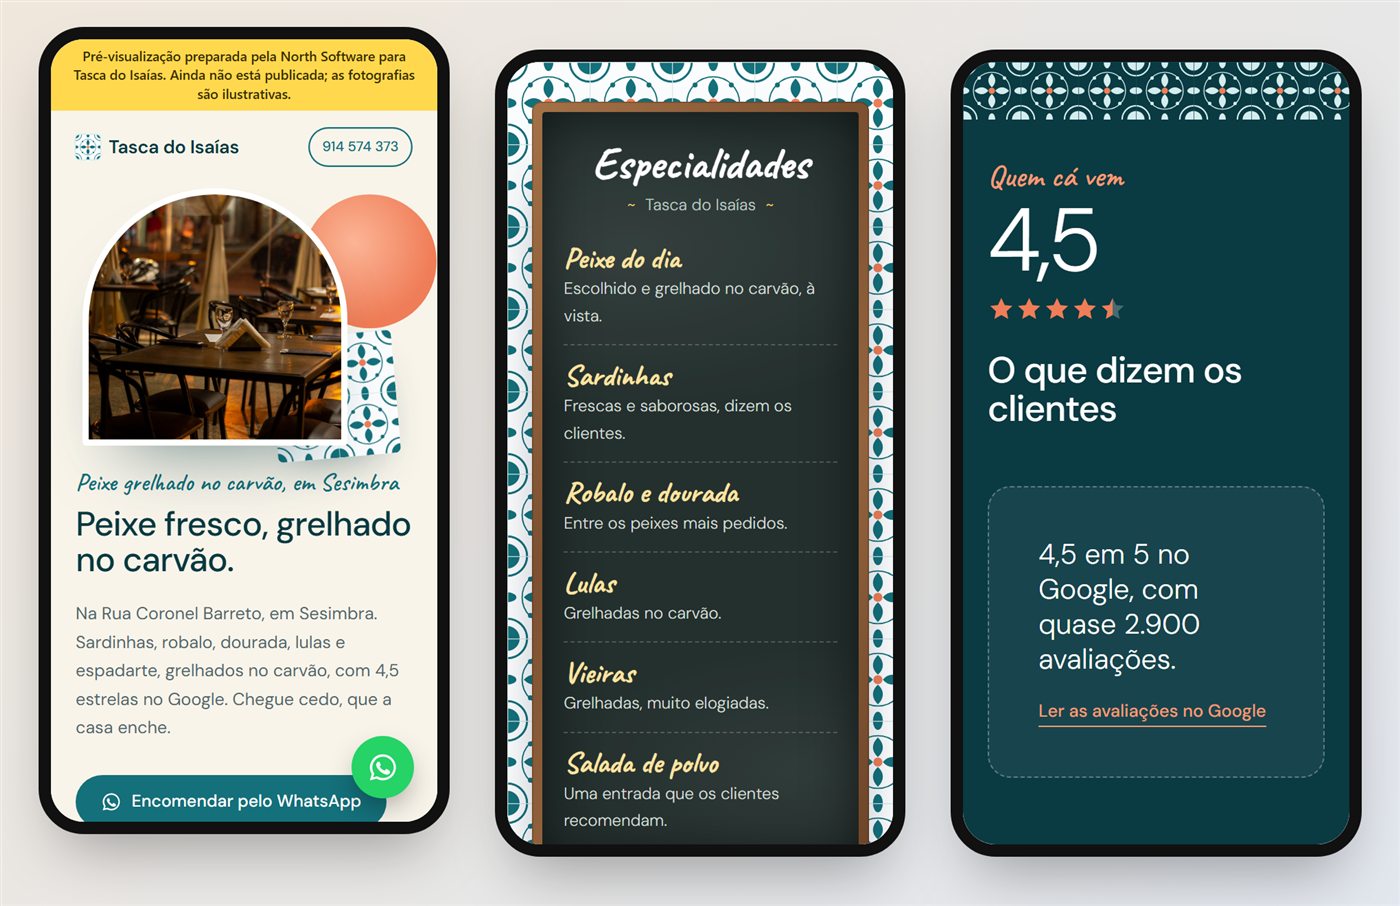 Pré-visualização preparada pela North Software para
Tasca do Isaías. Ainda não está publicada; as fotografias
são ilustrativas.
Tasca do Isaías
914 574 373
Peixe grelhado no carvão, em Sesimbra
Peixe fresco, grelhado
no carvão.
Na Rua Coronel Barreto, em Sesimbra.
Sardinhas, robalo, dourada, lulas e
espadarte, grelhados no carvão, com 4,5
estrelas no Google. Chegue cedo, que a
casa enche.
Encomendar pelo WhatsApp
Especialidades
~ Tasca do Isaías ~
Peixe do dia
Escolhido e grelhado no carvão, à
vista.
Sardinhas
Frescas e saborosas, dizem os
clientes.
Robalo e dourada
Entre os peixes mais pedidos.
Lulas
Grelhadas no carvão.
Vieiras
Grelhadas, muito elogiadas.
Salada de polvo
Uma entrada que os clientes
recomendam.
Quem cá vem
4,5
O que dizem os
clientes
4,5 em 5 no
Google, com
quase 2.900
avaliações.
Ler as avaliações no Google